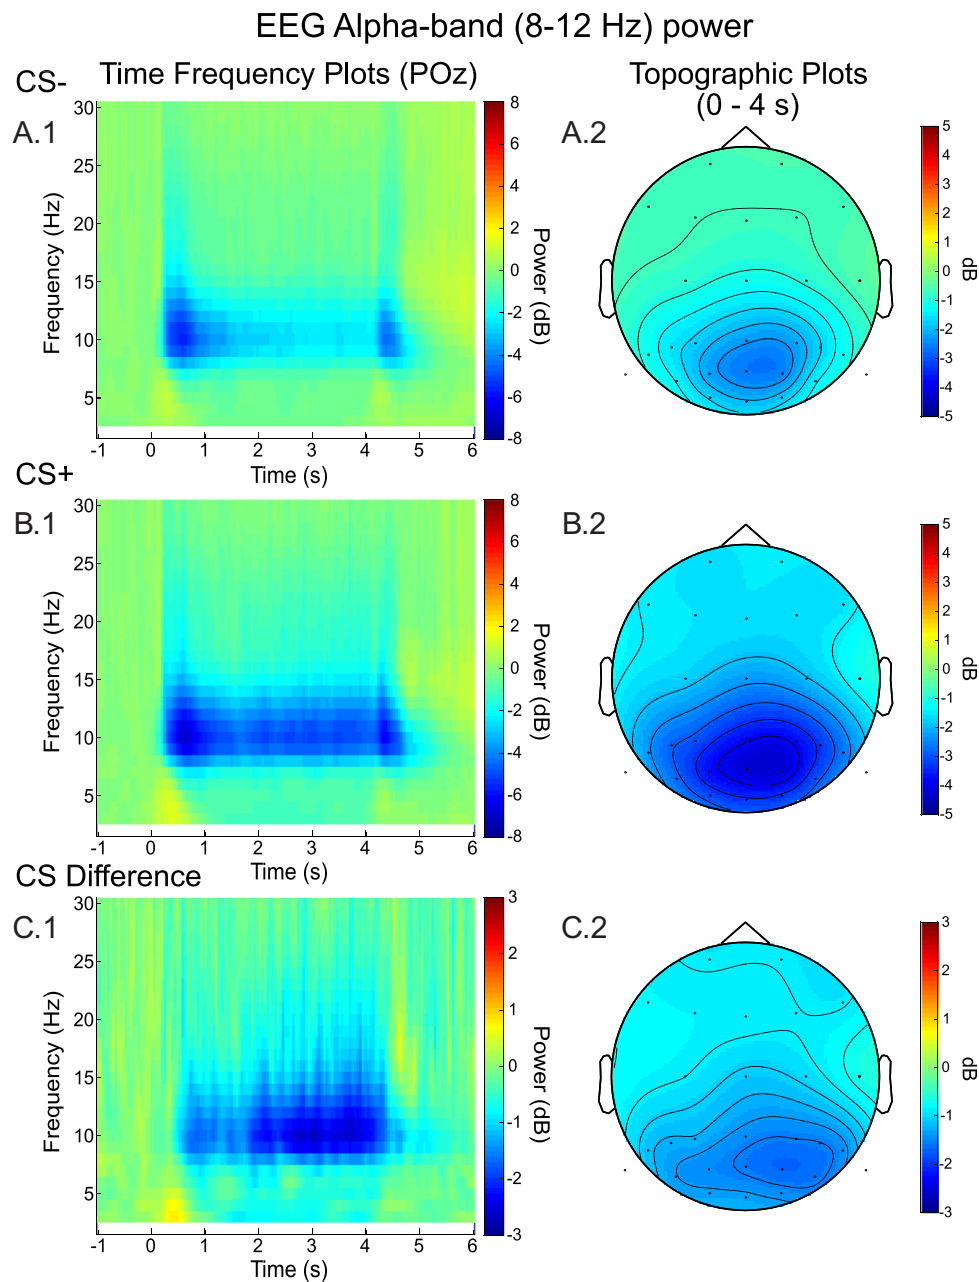 EEG Alpha-band (8-12 Hz) power
CS-
Time Frequency Plots (POz)
Topographic Plots
(0 - 4 s)
A.1
30
25
20
15
10
5
Frequency (Hz)
-1 0 1 2 3 4 5 6
Time (s)
8
6
4
2
0
-2
-4
-6
-8
Power (dB)
A.2
5
4
3
2
1
0
-1
-2
-3
-4
-5
dB
CS+
B.1
30
25
20
15
10
5
Frequency (Hz)
-1 0 1 2 3 4 5 6
Time (s)
8
6
4
2
0
-2
-4
-6
-8
Power (dB)
B.2
5
4
3
2
1
0
-1
-2
-3
-4
-5
dB
CS Difference
C.1
30
25
20
15
10
5
Frequency (Hz)
-1 0 1 2 3 4 5 6
Time (s)
3
2
1
0
-1
-2
-3
Power (dB)
C.2
3
2
1
0
-1
-2
-3
dB